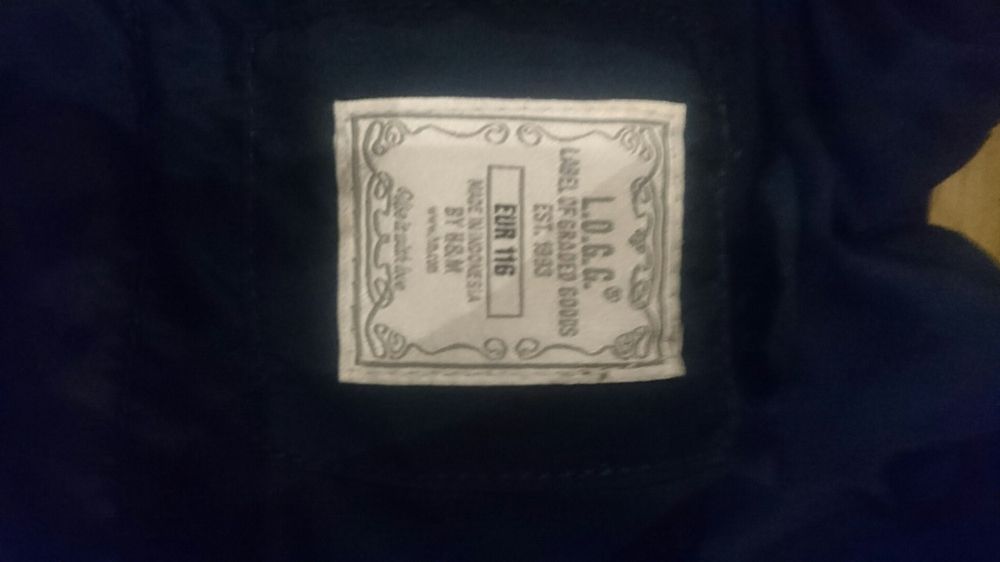 L.O.G.G.®
LABEL OF GRADED GOODS
EST. 1993
EUR 116
MADE IN INDONESIA
BY H&M
www.hm.com